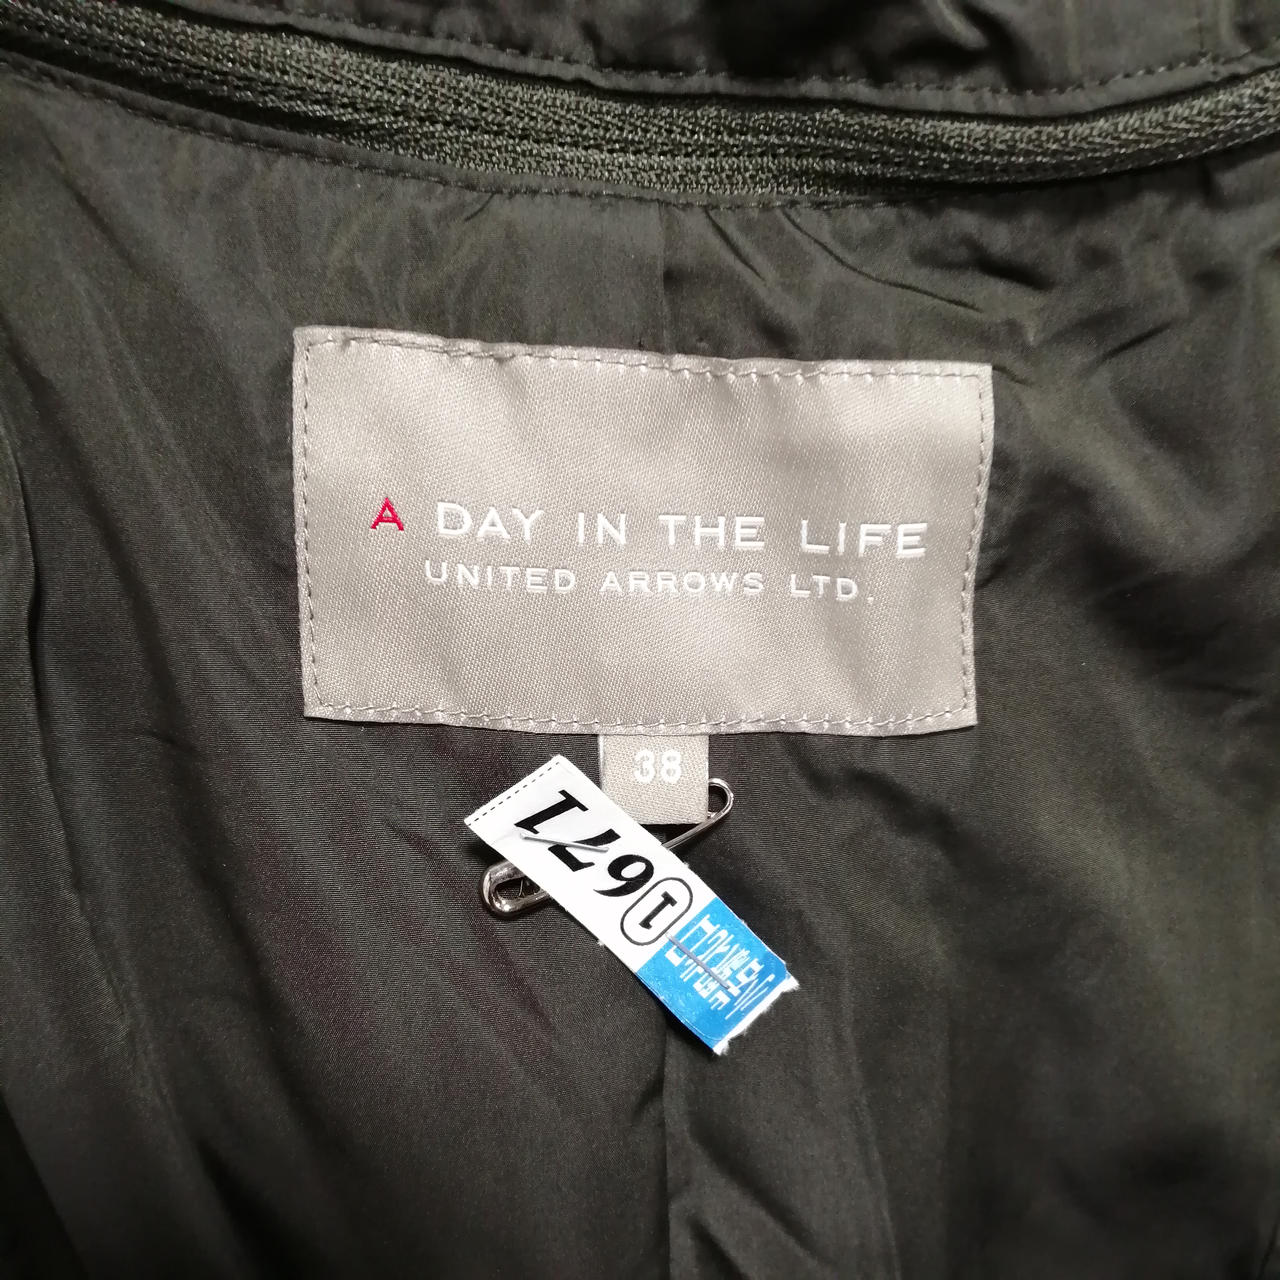 A DAY IN THE LIFE
UNITED ARROWS LTD.
38
1671